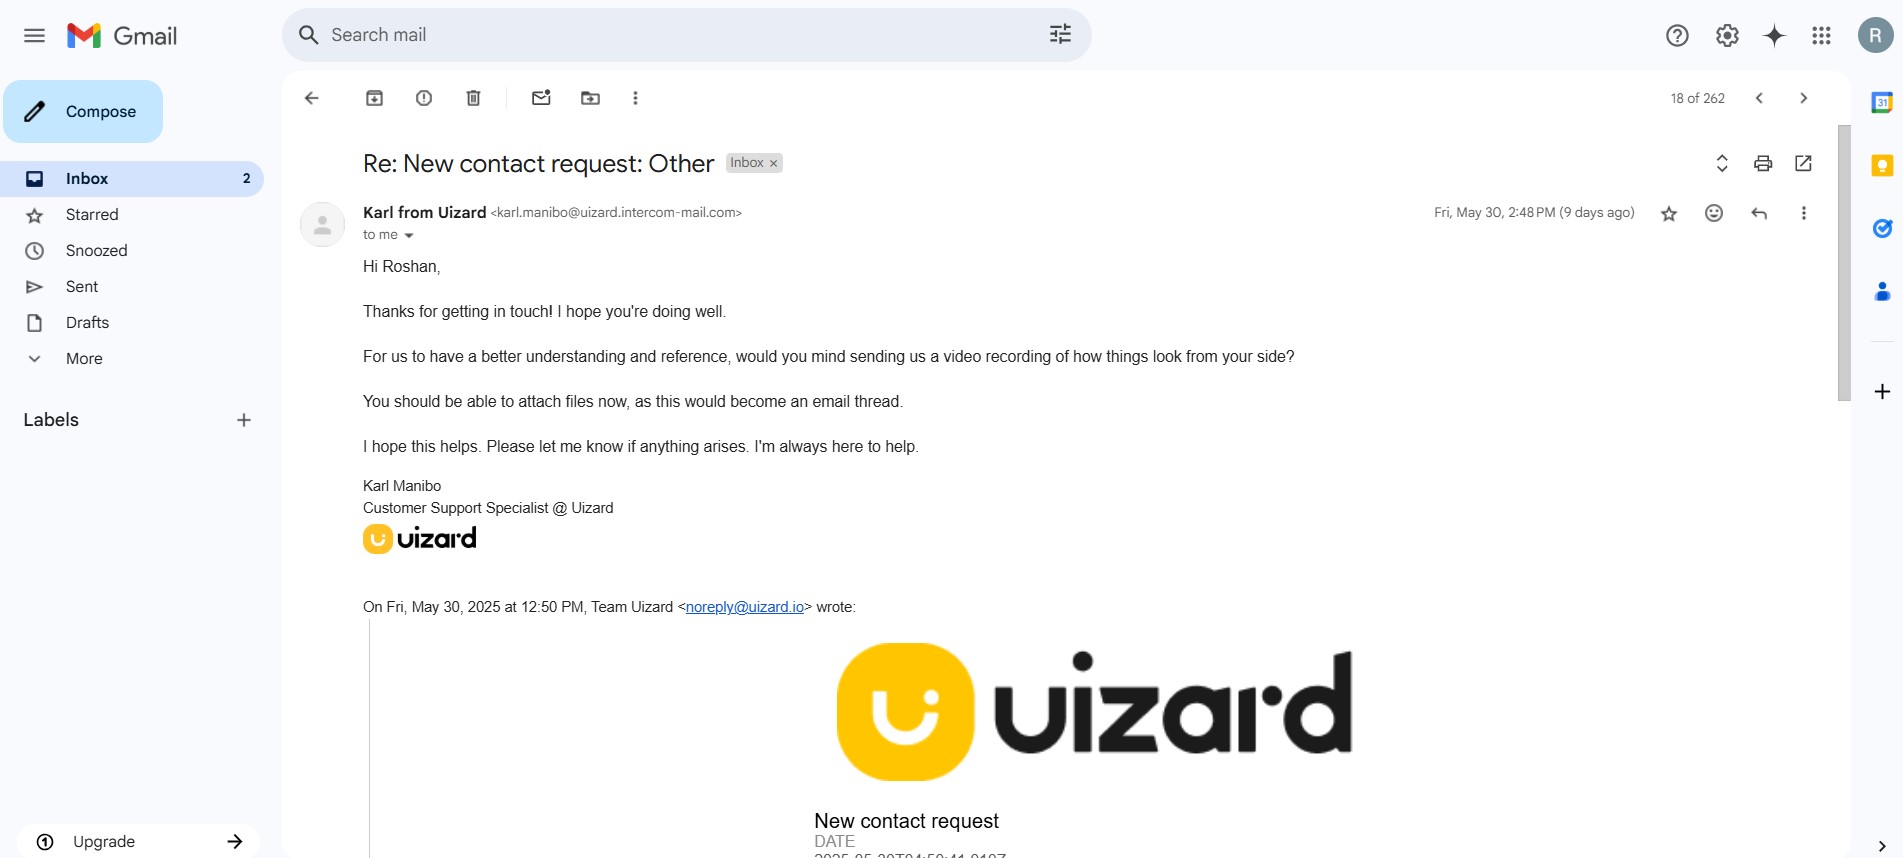 Gmail
Search mail
R
Compose
18 of 262
31
Inbox 2
Starred
Snoozed
Sent
Drafts
More
Labels
Upgrade
Re: New contact request: Other Inbox ×
Karl from Uizard <karl.manibo@uizard.intercom-mail.com> Fri, May 30, 2:48 PM (9 days ago)
to me
Hi Roshan,
Thanks for getting in touch! I hope you're doing well.
For us to have a better understanding and reference, would you mind sending us a video recording of how things look from your side?
You should be able to attach files now, as this would become an email thread.
I hope this helps. Please let me know if anything arises. I'm always here to help.
Karl Manibo
Customer Support Specialist @ Uizard
uizard
On Fri, May 30, 2025 at 12:50 PM, Team Uizard <noreply@uizard.io> wrote:
uizard
New contact request
DATE